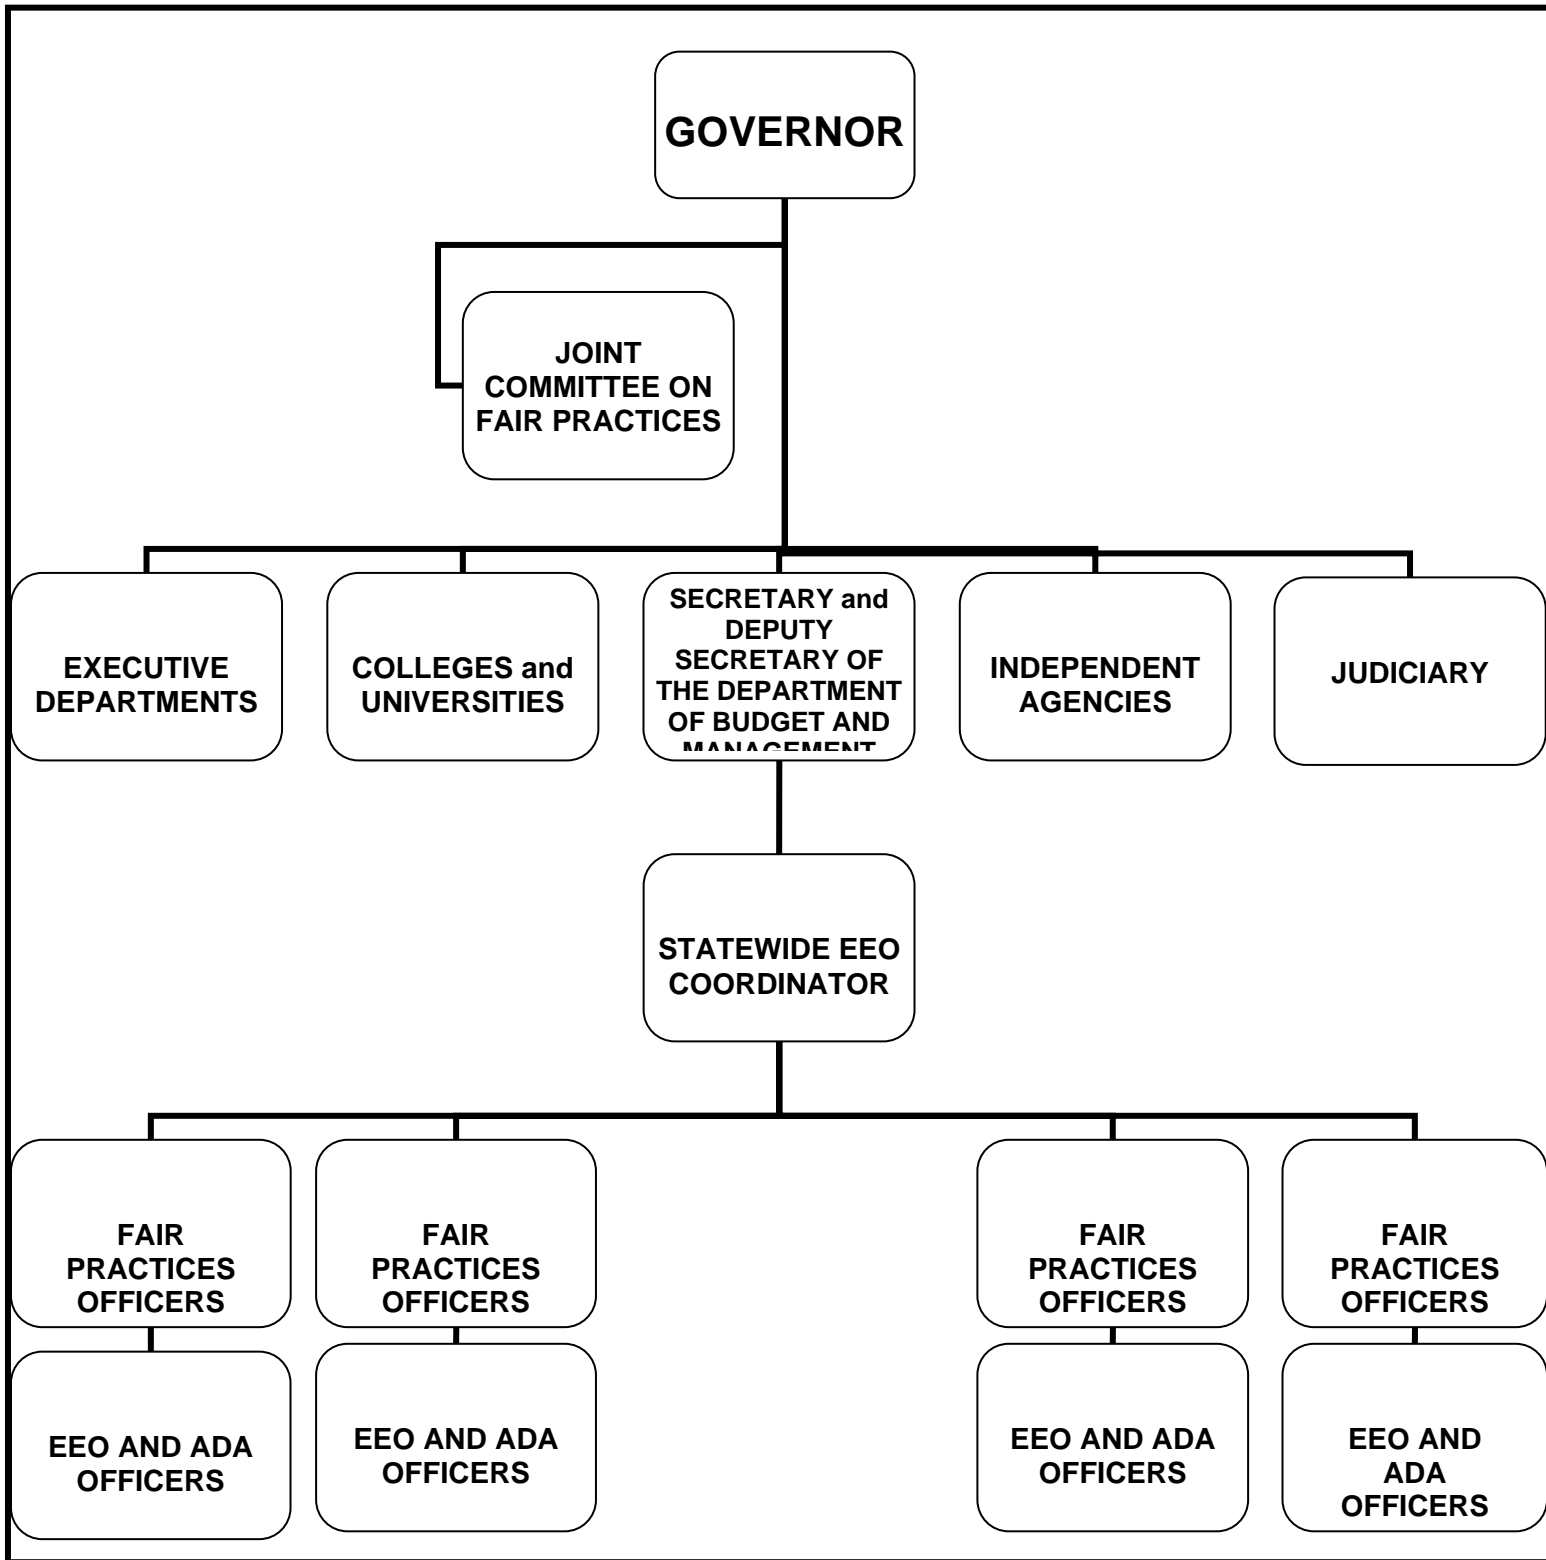 GOVERNOR
JOINT
COMMITTEE ON
FAIR PRACTICES
EXECUTIVE
DEPARTMENTS
COLLEGES and
UNIVERSITIES
SECRETARY and
DEPUTY
SECRETARY OF
THE DEPARTMENT
OF BUDGET AND
MANAGEMENT
INDEPENDENT
AGENCIES
JUDICIARY
STATEWIDE EEO
COORDINATOR
FAIR
PRACTICES
OFFICERS
FAIR
PRACTICES
OFFICERS
FAIR
PRACTICES
OFFICERS
FAIR
PRACTICES
OFFICERS
EEO AND ADA
OFFICERS
EEO AND ADA
OFFICERS
EEO AND ADA
OFFICERS
EEO AND
ADA
OFFICERS